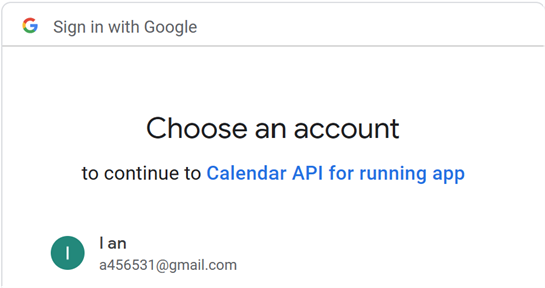 Sign in with Google
Choose an account
to continue to Calendar API for running app
I
I an
a456531@gmail.com